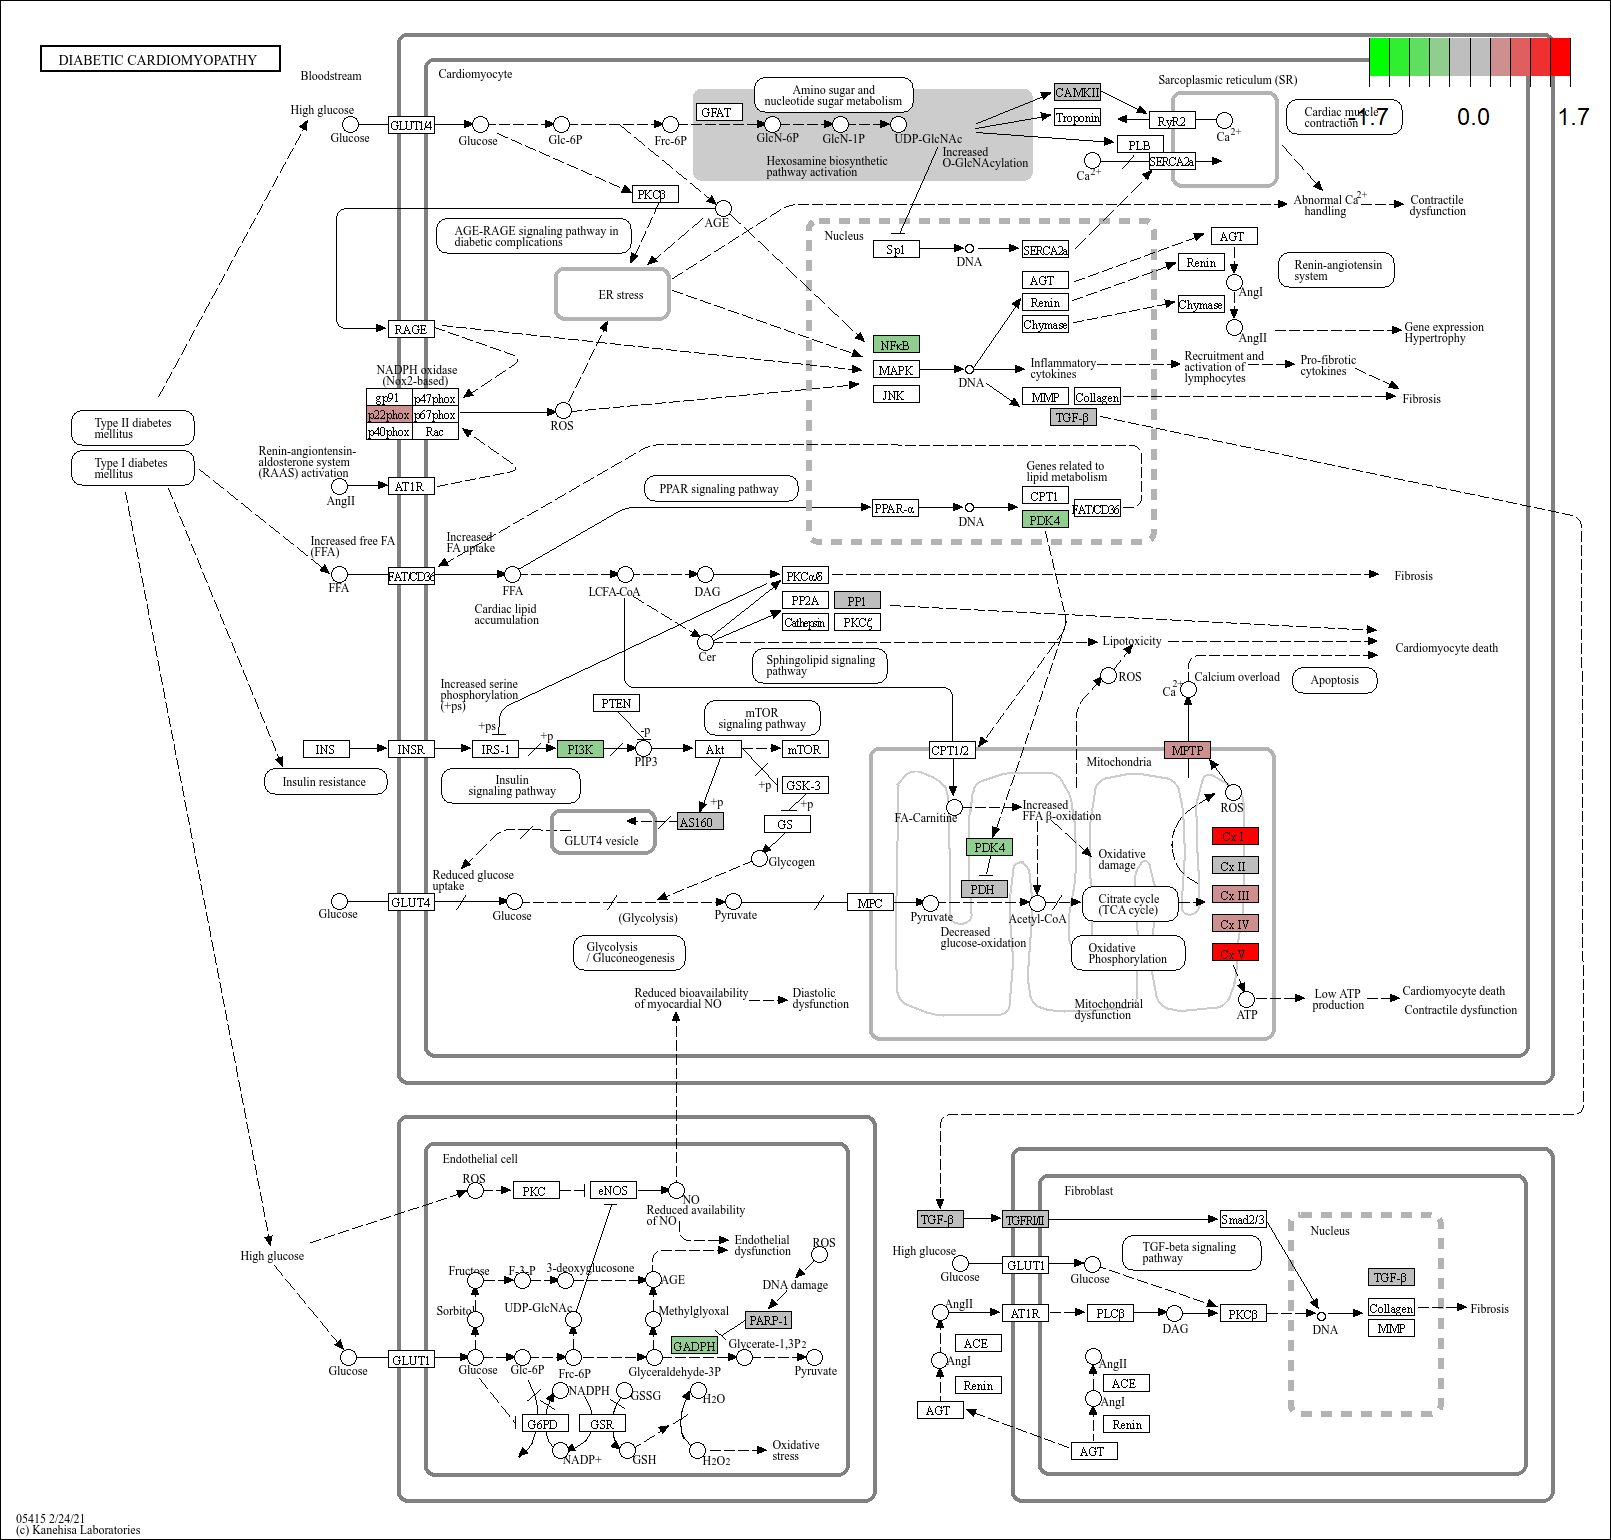 DIABETIC CARDIOMYOPATHY
Bloodstream
Cardiomyocyte
Sarcoplasmic reticulum (SR)
-1.7
0.0
1.7
High glucose
Glucose
GLUT1/4
Glucose
Glc-6P
Frc-6P
GFAT
Amino sugar and
nucleotide sugar metabolism
GlcN-6P
GlcN-1P
UDP-GlcNAc
Increased
O-GlcNAcylation
Hexosamine biosynthetic
pathway activation
CAMKII
Troponin
PLB
RyR2
SERCA2a
Ca2+
Ca2+
Cardiac muscle
contraction
Abnormal Ca2+
handling
Contractile
dysfunction
PKCβ
AGE
AGE-RAGE signaling pathway in
diabetic complications
ER stress
Nucleus
Sp1
DNA
SERCA2a
AGT
Renin
Chymase
AGT
Renin
Chymase
AngI
AngII
Renin-angiotensin
system
Gene expression
Hypertrophy
RAGE
NFκB
MAPK
JNK
DNA
Inflammatory
cytokines
Recruitment and
activation of
lymphocytes
Pro-fibrotic
cytokines
MMP
Collagen
TGF-β
Fibrosis
NADPH oxidase
(Nox2-based)
gp91
p47phox
p22phox
p67phox
p40phox
Rac
ROS
Type II diabetes
mellitus
Type I diabetes
mellitus
Renin-angiotensin-
aldosterone system
(RAAS) activation
AngII
AT1R
PPAR signaling pathway
PPAR-α
DNA
Genes related to
lipid metabolism
CPT1
FAT/CD36
PDK4
Increased free FA
(FFA)
FFA
FAT/CD36
Increased
FA uptake
FFA
Cardiac lipid
accumulation
LCFA-CoA
DAG
PKCα/δ
PP2A
PP1
Cathepsin
PKCζ
Cer
Fibrosis
Sphingolipid signaling
pathway
Lipotoxicity
Cardiomyocyte death
ROS
Ca2+
Calcium overload
Apoptosis
Increased serine
phosphorylation
(+ps)
+ps
INS
INSR
IRS-1
+p
PI3K
PTEN
-p
PIP3
Akt
mTOR
mTOR
signaling pathway
+p
GSK-3
+p
GS
Glycogen
+p
AS160
GLUT4 vesicle
Insulin resistance
Insulin
signaling pathway
Reduced glucose
uptake
CPT1/2
MPTP
Mitochondria
FA-Carnitine
Increased
FFA β-oxidation
ROS
PDK4
PDH
Oxidative
damage
Cx I
Cx II
Cx III
Cx IV
Cx V
Glucose
GLUT4
Glucose
(Glycolysis)
Pyruvate
MPC
Pyruvate
Acetyl-CoA
Citrate cycle
(TCA cycle)
Decreased
glucose-oxidation
Oxidative
Phosphorylation
Glycolysis
/ Gluconeogenesis
Reduced bioavailability
of myocardial NO
Diastolic
dysfunction
Mitochondrial
dysfunction
ATP
Low ATP
production
Cardiomyocyte death
Contractile dysfunction
Endothelial cell
ROS
PKC
eNOS
NO
Reduced availability
of NO
Endothelial
dysfunction
High glucose
Fructose
F-3-P
3-deoxyglucosone
AGE
ROS
DNA damage
Sorbitol
UDP-GlcNAc
Methylglyoxal
PARP-1
GADPH
Glycerate-1,3P2
Glucose
GLUT1
Glucose
Glc-6P
Frc-6P
Glyceraldehyde-3P
Pyruvate
NADPH
GSSG
H2O
G6PD
GSR
NADP+
GSH
H2O2
Oxidative
stress
Fibroblast
TGF-β
TGFRI/II
Smad2/3
Nucleus
High glucose
Glucose
GLUT1
Glucose
TGF-beta signaling
pathway
TGF-β
AngII
AT1R
PLCβ
DAG
PKCβ
DNA
Collagen
MMP
Fibrosis
ACE
AngI
Renin
AGT
AngII
ACE
AngI
Renin
AGT
05415 2/24/21
(c) Kanehisa Laboratories